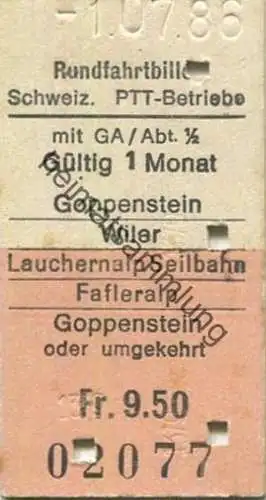 -1.07.86
Rundfahrtbillett
Schweiz. PTT-Betriebe
mit GA/Abt. ½
Gültig 1 Monat
Goppenstein
Wiler
Lauchernalp Seilbahn
Fafleralp
Goppenstein
oder umgekehrt
Fr. 9.50
02077
heimatsammlung